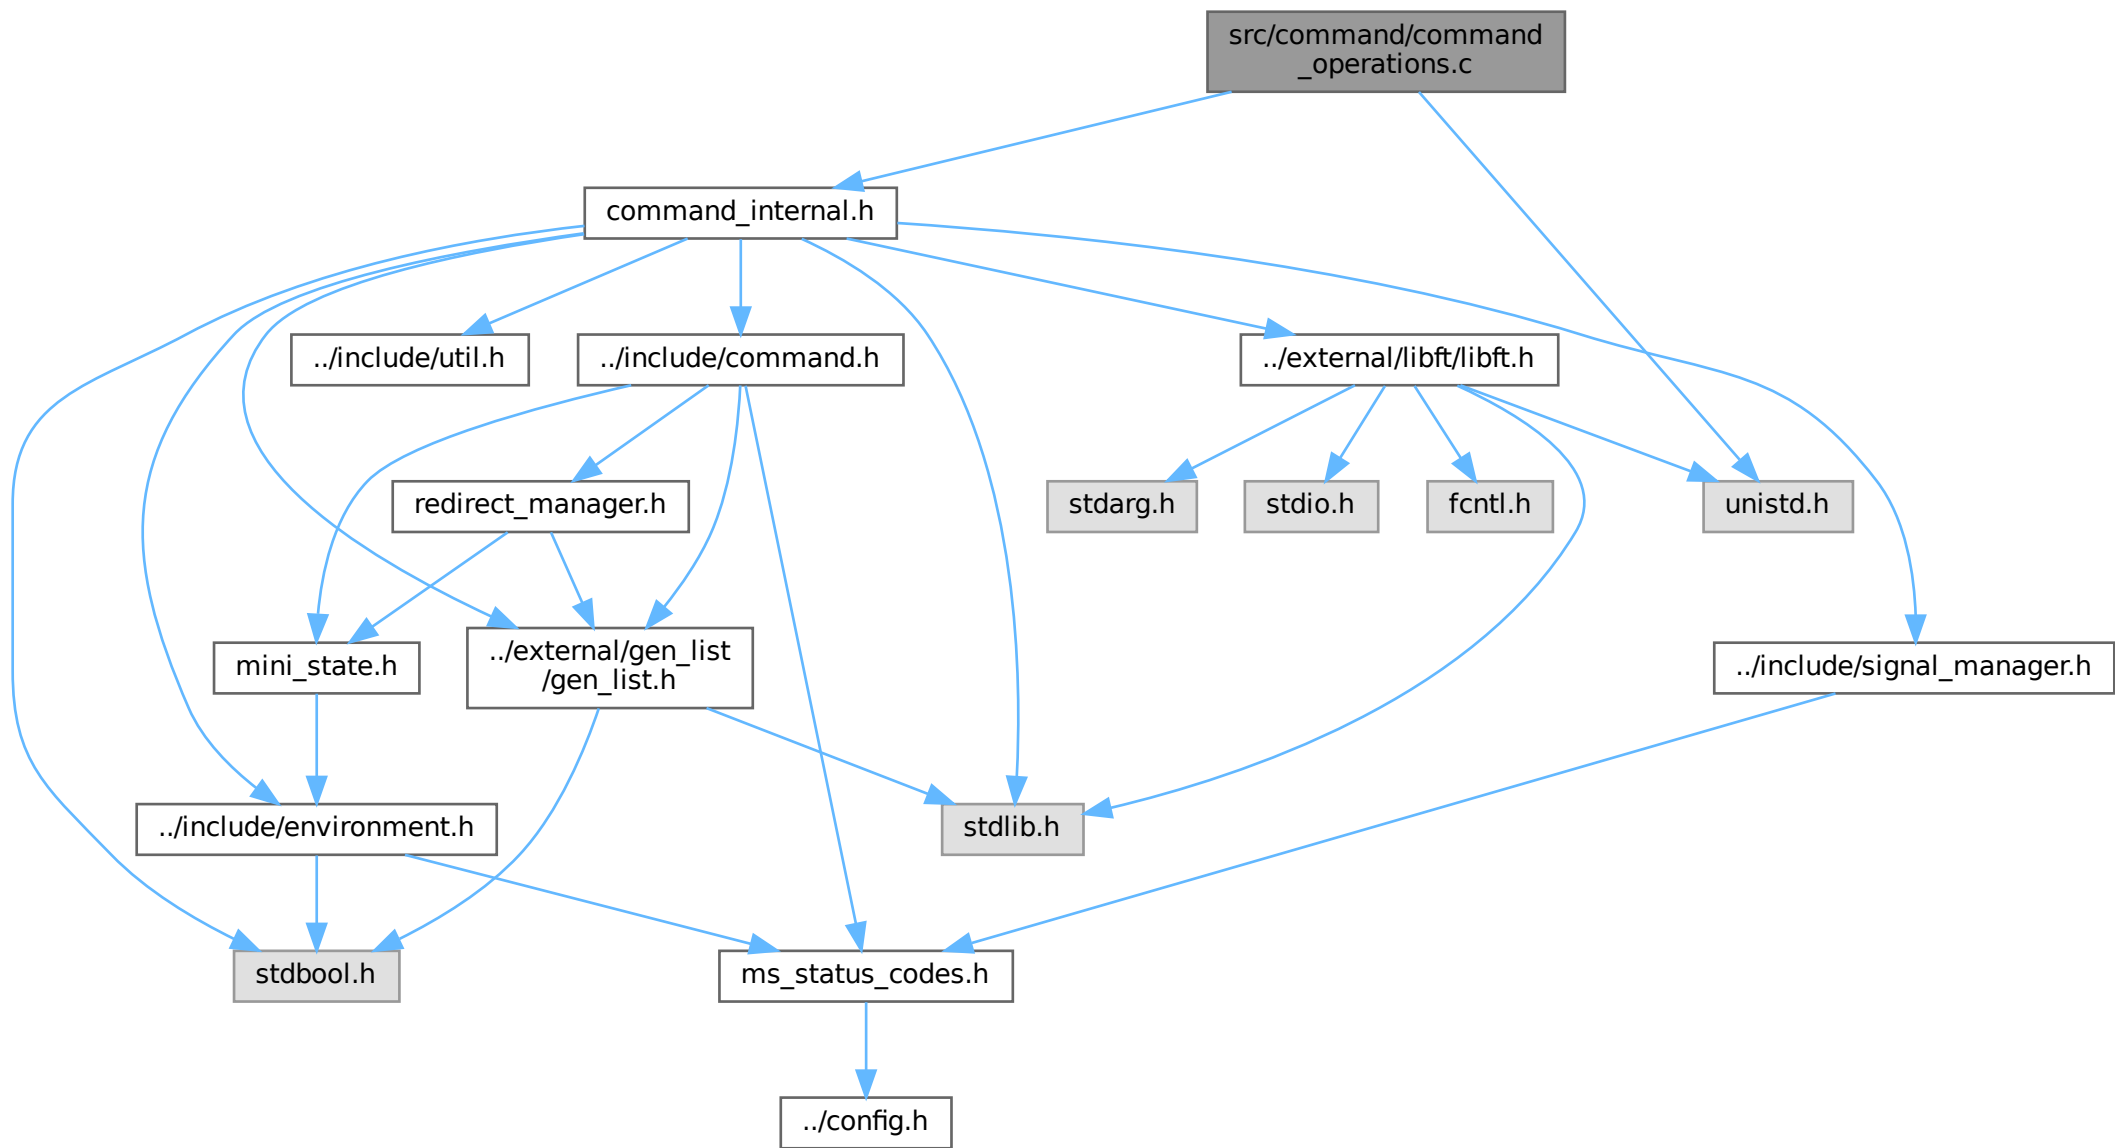 src/command/command
_operations.c
command_internal.h
../include/util.h
../include/command.h
../external/libft/libft.h
redirect_manager.h
stdarg.h
stdio.h
fcntl.h
unistd.h
mini_state.h
../external/gen_list
/gen_list.h
../include/signal_manager.h
../include/environment.h
stdlib.h
stdbool.h
ms_status_codes.h
../config.h